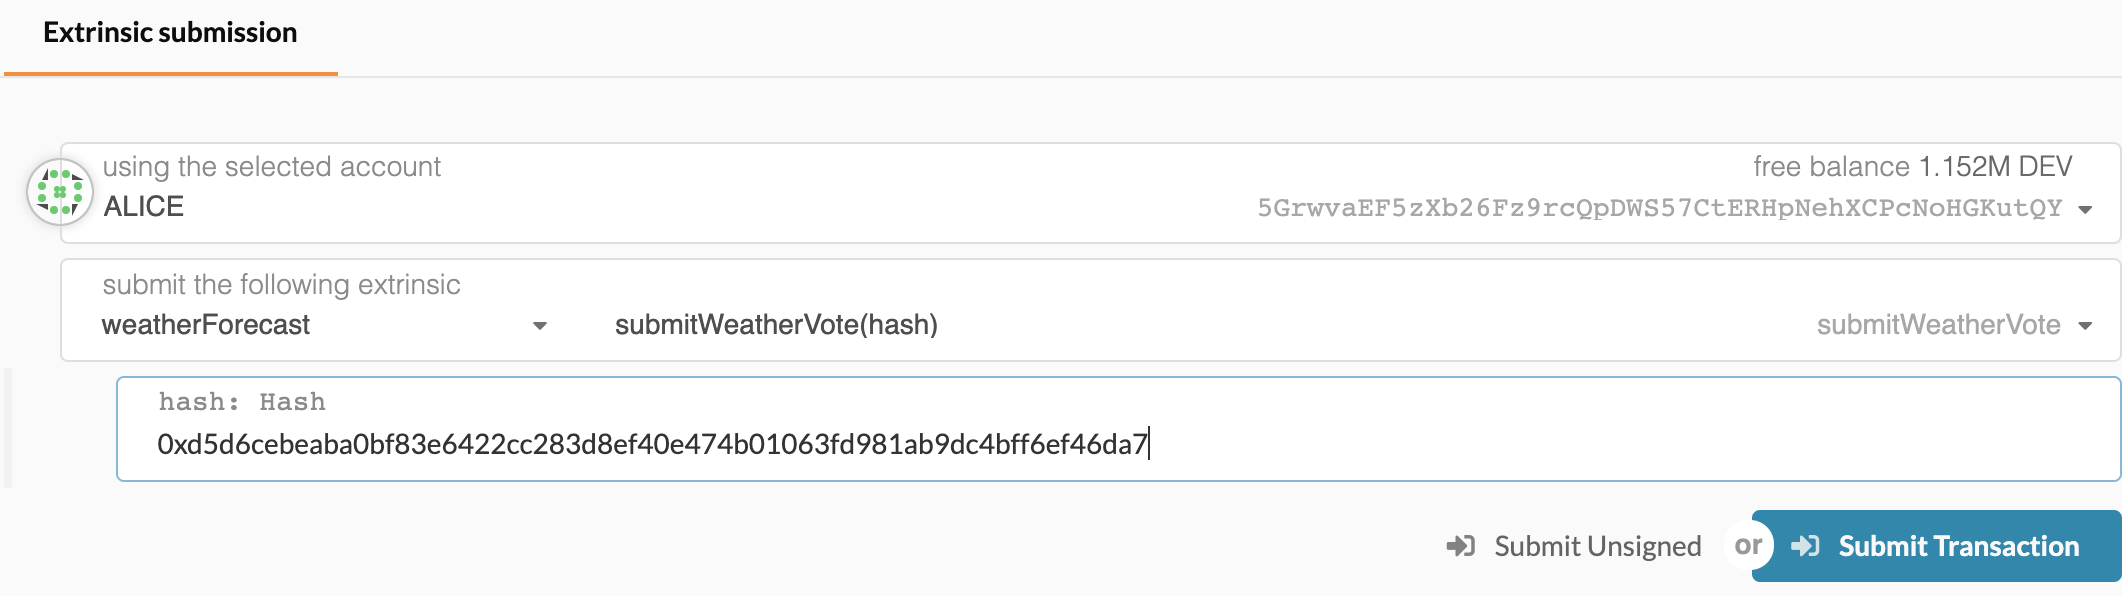 Extrinsic submission
using the selected account
free balance 1.152M DEV
ALICE
5GrwvaEF5zXb26Fz9rcQpDWS57CtERHpNehXCPcNoHGKutQY
submit the following extrinsic
weatherForecast submitWeatherVote(hash) submitWeatherVote
hash: Hash
0xd5d6cebeaba0bf83e6422cc283d8ef40e474b01063fd981ab9dc4bff6ef46da7
Submit Unsigned or Submit Transaction